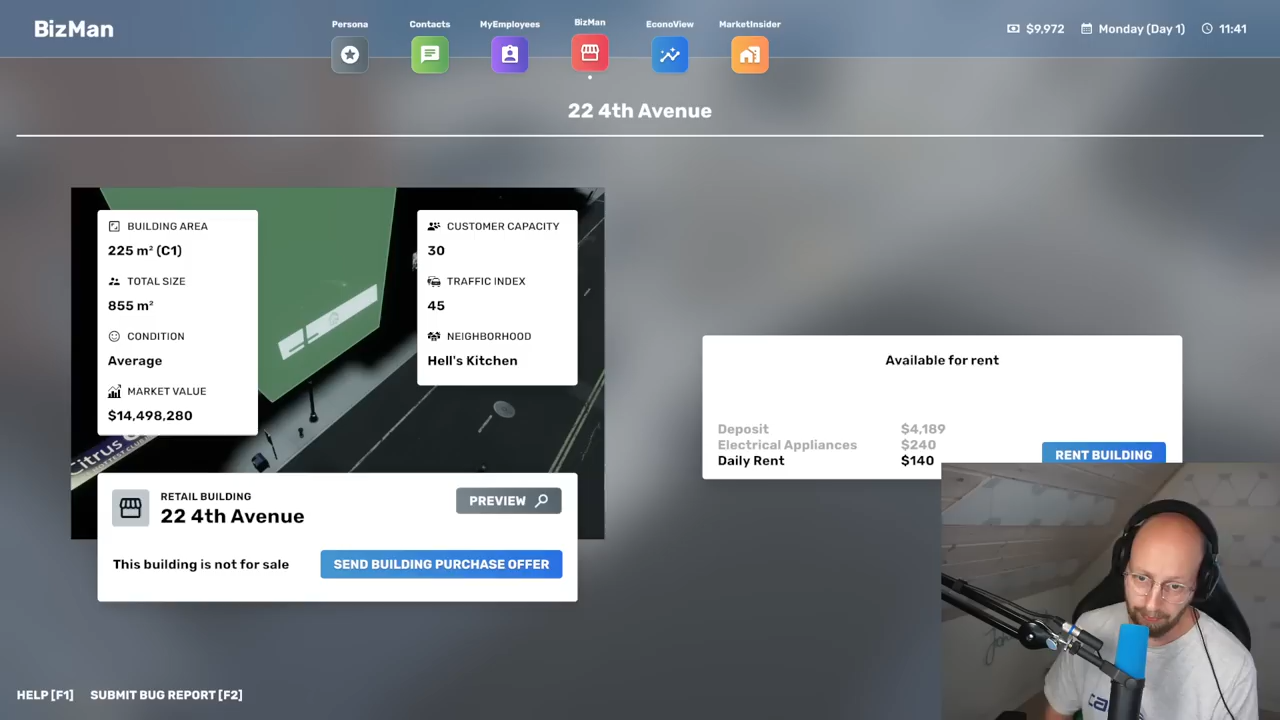 BizMan
Persona
Contacts
MyEmployees
BizMan
EconoView
MarketInsider
$9,972
Monday (Day 1)
11:41
22 4th Avenue
BUILDING AREA
225 m² (C1)
TOTAL SIZE
855 m²
CONDITION
Average
MARKET VALUE
$14,498,280
CUSTOMER CAPACITY
30
TRAFFIC INDEX
45
NEIGHBORHOOD
Hell's Kitchen
Citrus
RETAIL BUILDING
22 4th Avenue
PREVIEW
This building is not for sale
SEND BUILDING PURCHASE OFFER
Available for rent
Deposit $4,189
Electrical Appliances $240
Daily Rent $140
RENT BUILDING
HELP [F1]
SUBMIT BUG REPORT [F2]